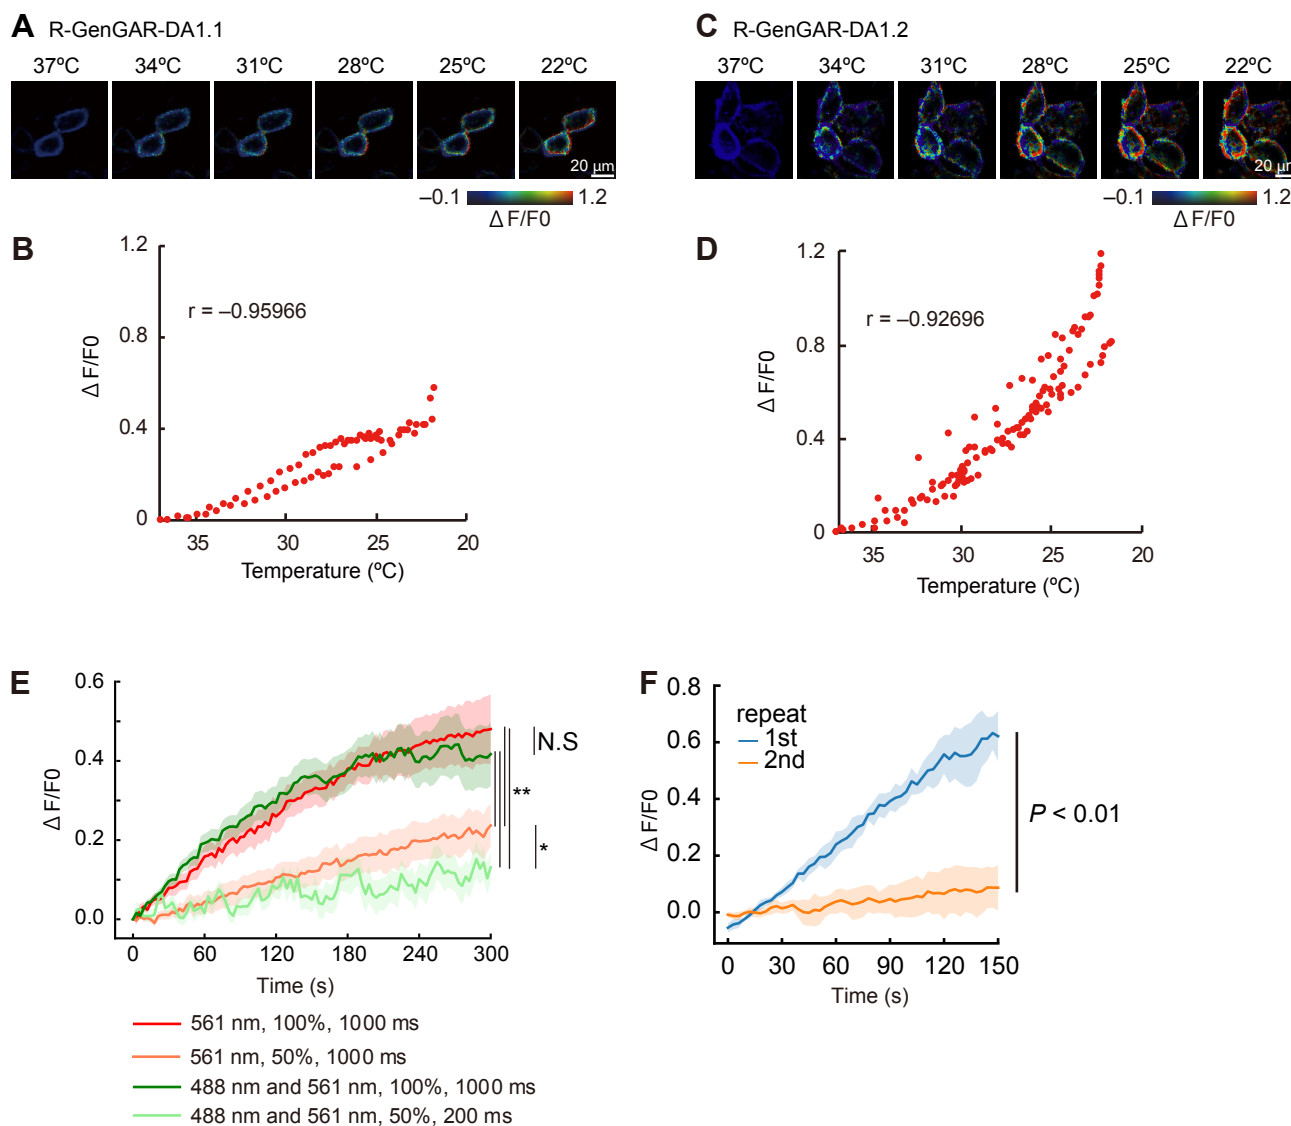 A R-GenGAR-DA1.1
37ºC 34ºC 31ºC 28ºC 25ºC 22ºC
20 µm
–0.1 1.2
Δ F/F0
B
1.2
0.8
0.4
0
Δ F/F0
r = –0.95966
35 30 25 20
Temperature (ºC)
C R-GenGAR-DA1.2
37ºC 34ºC 31ºC 28ºC 25ºC 22ºC
20 µm
–0.1 1.2
Δ F/F0
D
1.2
0.8
0.4
0
Δ F/F0
r = –0.92696
35 30 25 20
Temperature (ºC)
E
0.6
0.4
0.2
0.0
Δ F/F0
N.S
**
*
0 60 120 180 240 300
Time (s)
561 nm, 100%, 1000 ms
561 nm, 50%, 1000 ms
488 nm and 561 nm, 100%, 1000 ms
488 nm and 561 nm, 50%, 200 ms
F
0.8
0.6
0.4
0.2
0.0
Δ F/F0
repeat
1st
2nd
P < 0.01
0 30 60 90 120 150
Time (s)